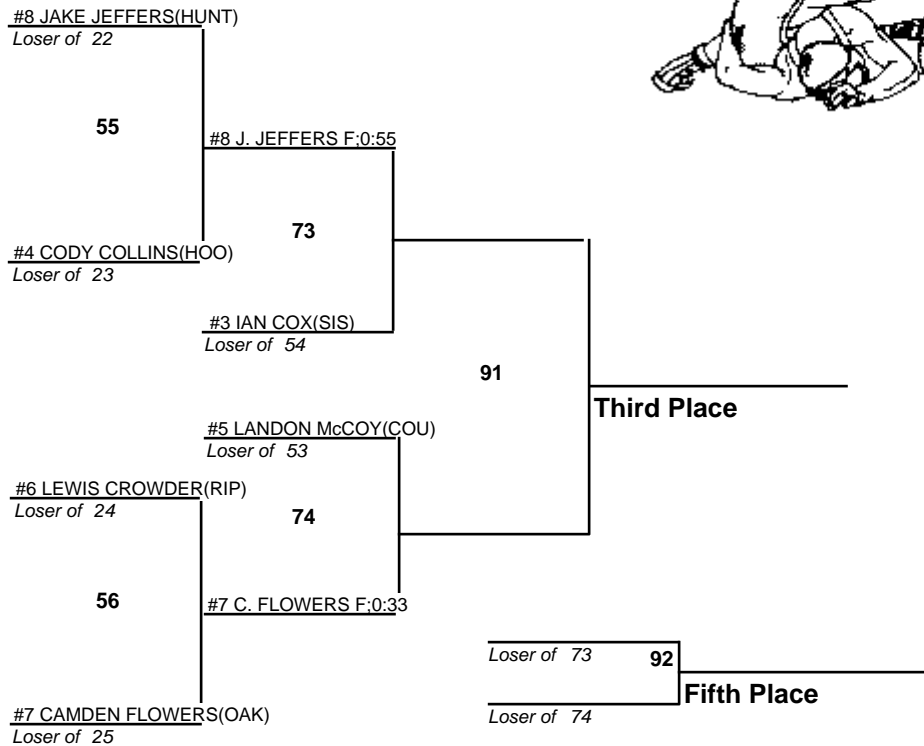 #8 JAKE JEFFERS(HUNT)
Loser of 22
55
#8 J. JEFFERS F;0:55
73
#4 CODY COLLINS(HOO)
Loser of 23
#3 IAN COX(SIS)
Loser of 54
91
Third Place
#5 LANDON McCOY(COU)
Loser of 53
#6 LEWIS CROWDER(RIP)
Loser of 24
74
56
#7 C. FLOWERS F;0:33
Loser of 73
92
Fifth Place
#7 CAMDEN FLOWERS(OAK)
Loser of 25
Loser of 74